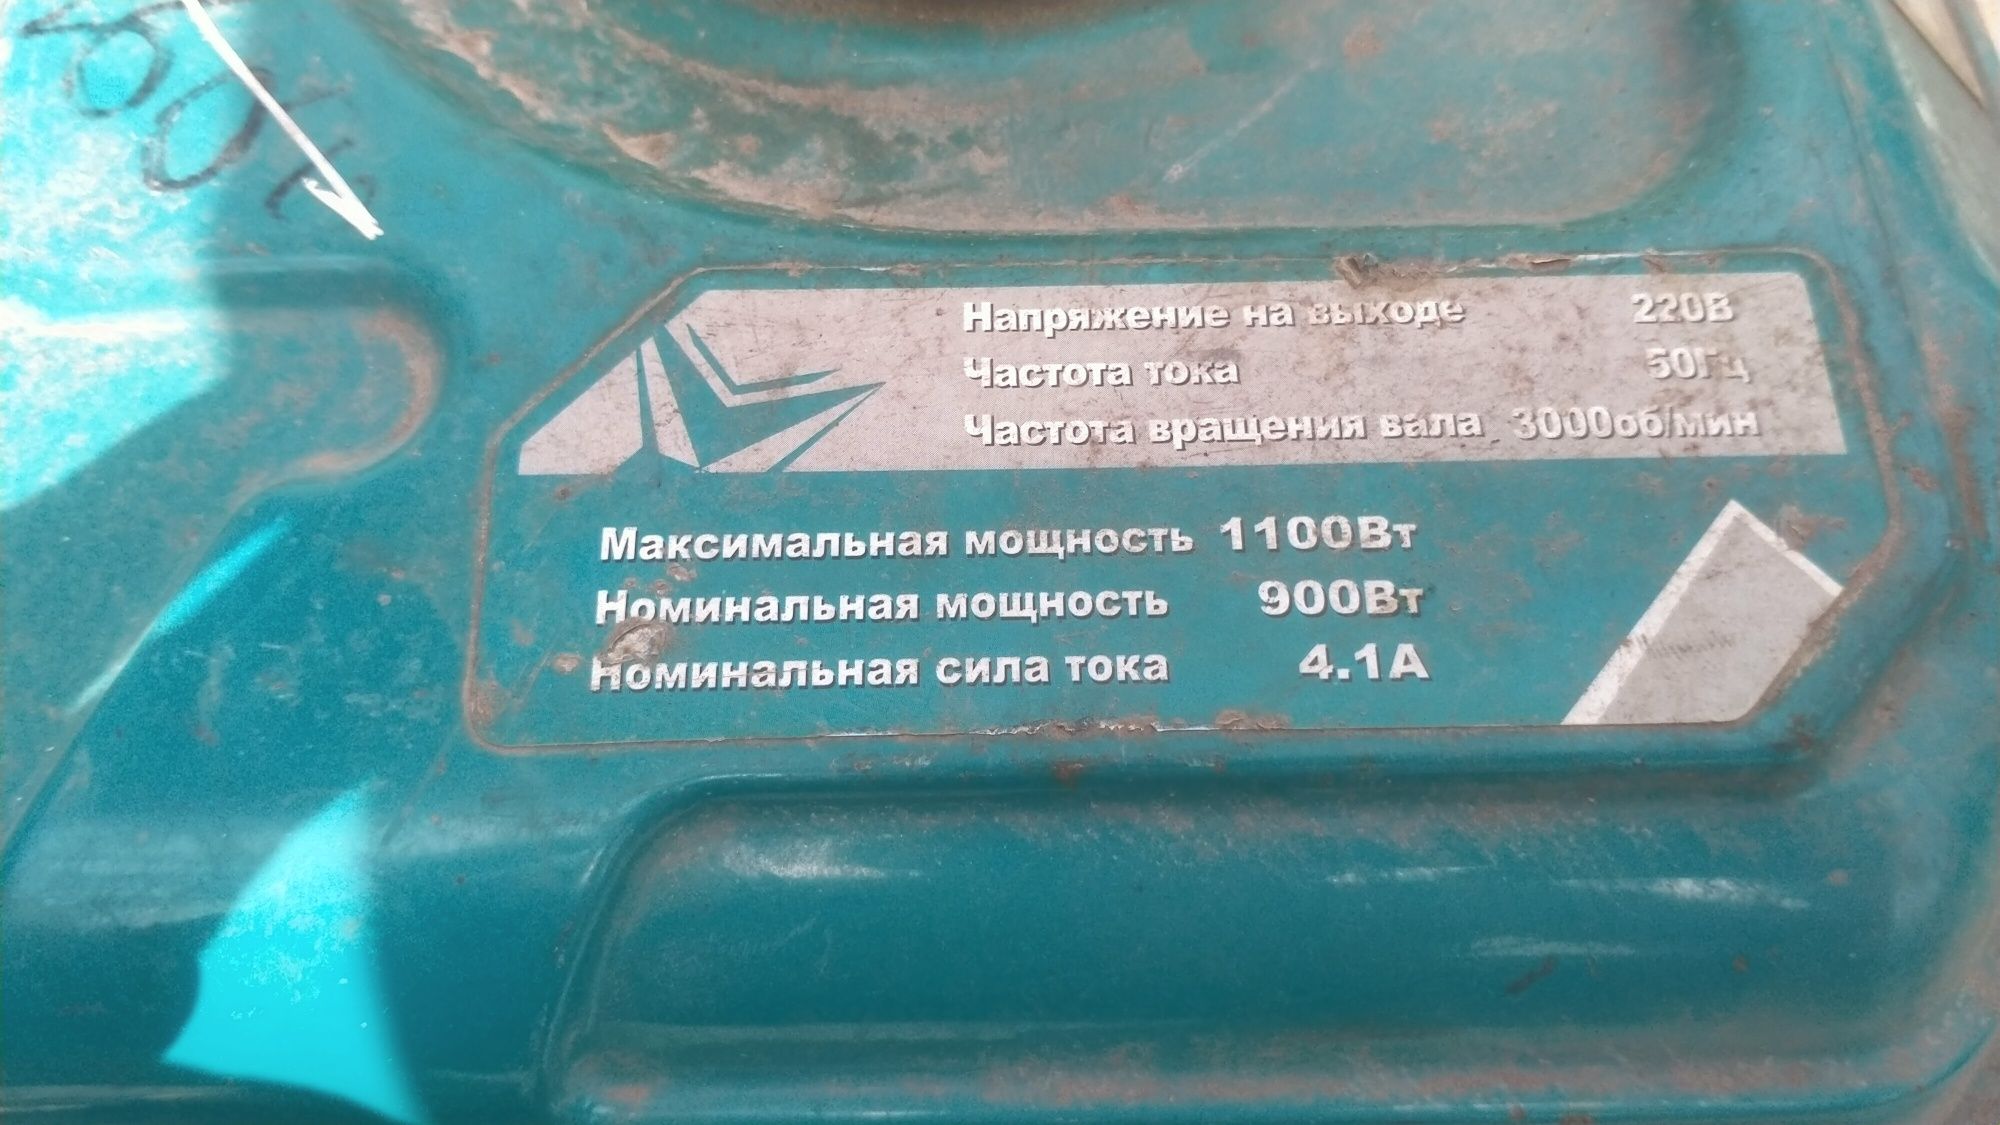 Напряжение на выходе 220В
Частота тока 50Гц
Частота вращения вала 3000об/мин
Максимальная мощность 1100Вт
Номинальная мощность 900Вт
Номинальная сила тока 4.1А